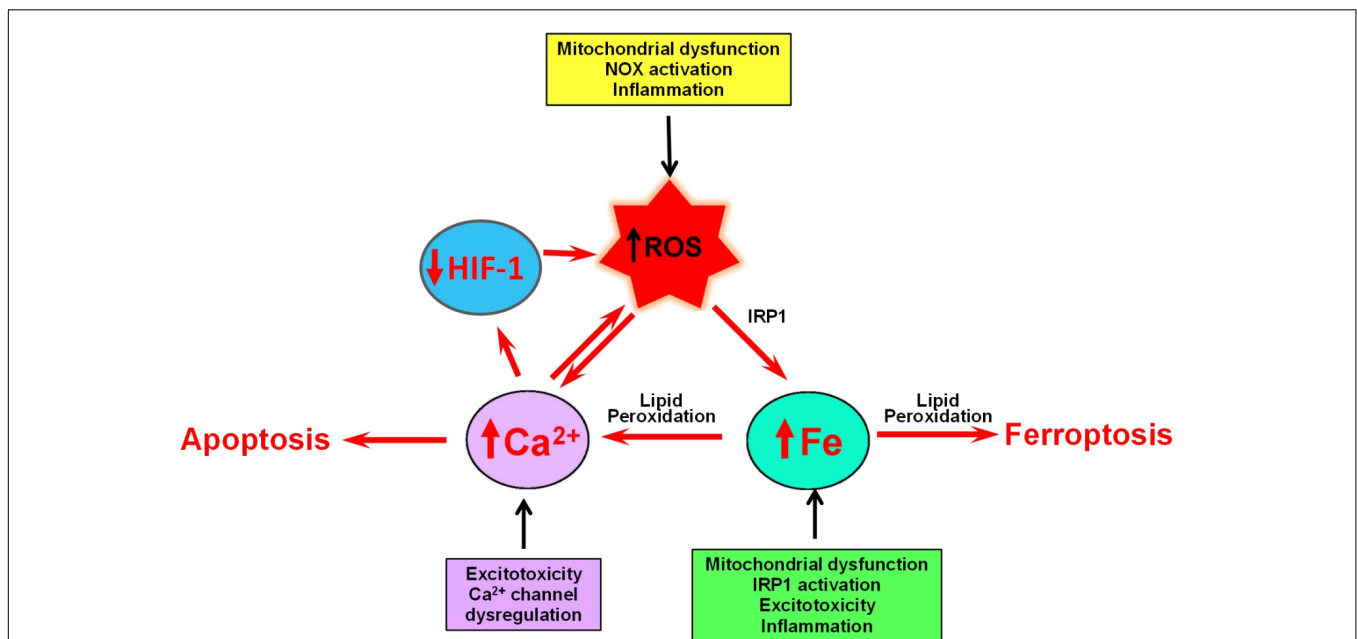 Mitochondrial dysfunction
NOX activation
Inflammation
↑ROS
↓HIF-1
IRP1
Lipid
Peroxidation
Lipid
Peroxidation
Apoptosis
↑Ca²⁺
↑Fe
Ferroptosis
Excitotoxicity
Ca²⁺ channel
dysregulation
Mitochondrial dysfunction
IRP1 activation
Excitotoxicity
Inflammation